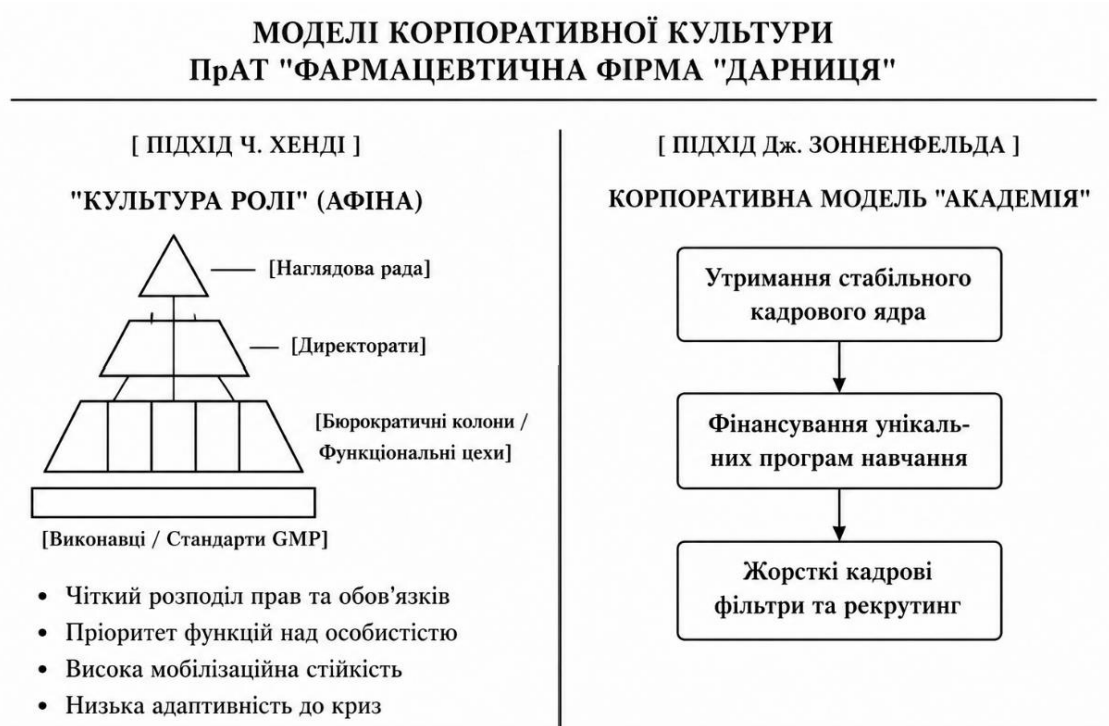 МОДЕЛІ КОРПОРАТИВНОЇ КУЛЬТУРИ
ПрАТ "ФАРМАЦЕВТИЧНА ФІРМА "ДАРНИЦЯ"
[ ПІДХІД Ч. ХЕНДІ ]
"КУЛЬТУРА РОЛІ" (АФІНА)
[Наглядова рада]
[Директорати]
[Бюрократичні колони /
Функціональні цехи]
[Виконавці / Стандарти GMP]
• Чіткий розподіл прав та обов’язків
• Пріоритет функцій над особистістю
• Висока мобілізаційна стійкість
• Низька адаптивність до криз
[ ПІДХІД Дж. ЗОННЕНФЕЛЬДА ]
КОРПОРАТИВНА МОДЕЛЬ "АКАДЕМІЯ"
Утримання стабільного
кадрового ядра
Фінансування унікаль-
них програм навчання
Жорсткі кадрові
фільтри та рекрутинг